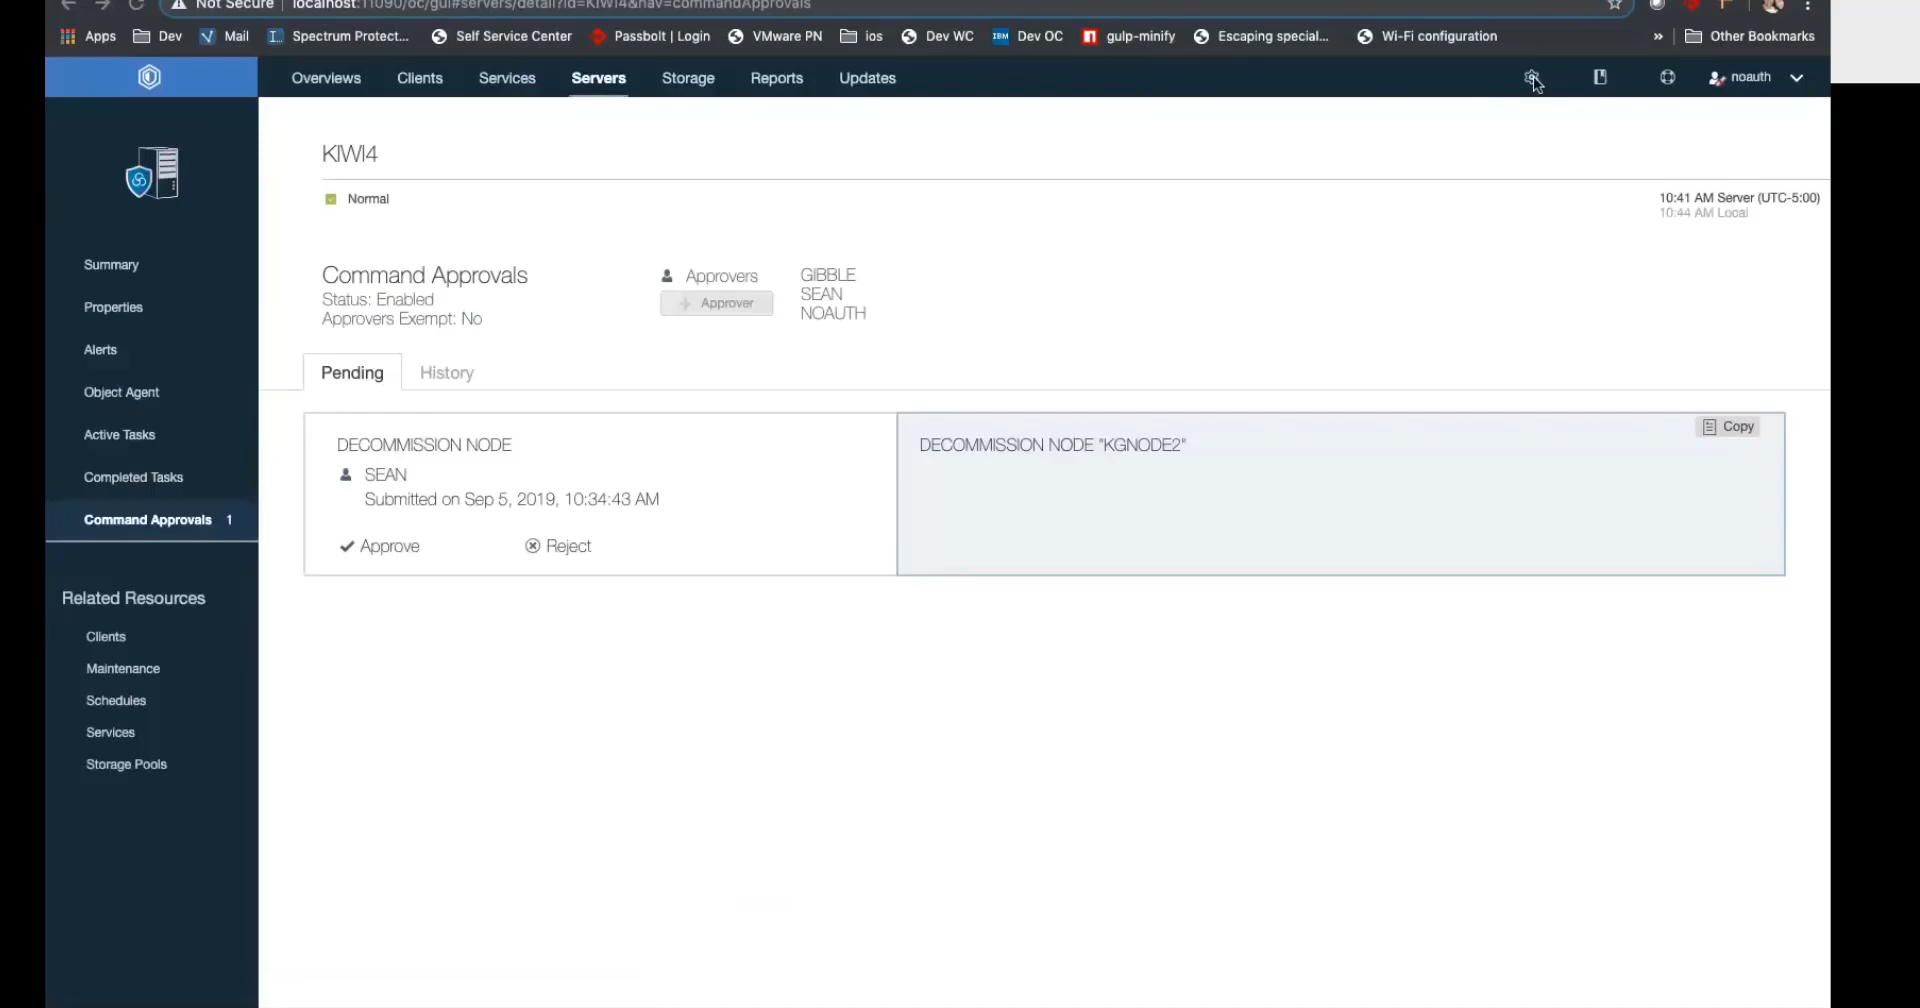 Not Secure | localhost:11090/oc/gui#servers/detail?id=KIWI4&nav=commandApprovals
Apps Dev Mail Spectrum Protect... Self Service Center Passbolt | Login VMware PN ios Dev WC IBM Dev OC gulp-minify Escaping special... Wi-Fi configuration » Other Bookmarks
Overviews Clients Services Servers Storage Reports Updates noauth
KIWI4
Normal
10:41 AM Server (UTC-5:00)
10:44 AM Local
Summary
Properties
Alerts
Object Agent
Active Tasks
Completed Tasks
Command Approvals 1
Related Resources
Clients
Maintenance
Schedules
Services
Storage Pools
Command Approvals
Status: Enabled
Approvers Exempt: No
Approvers
+ Approver
GIBBLE
SEAN
NOAUTH
Pending History
DECOMMISSION NODE
SEAN
Submitted on Sep 5, 2019, 10:34:43 AM
Approve Reject
DECOMMISSION NODE "KGNODE2"
Copy